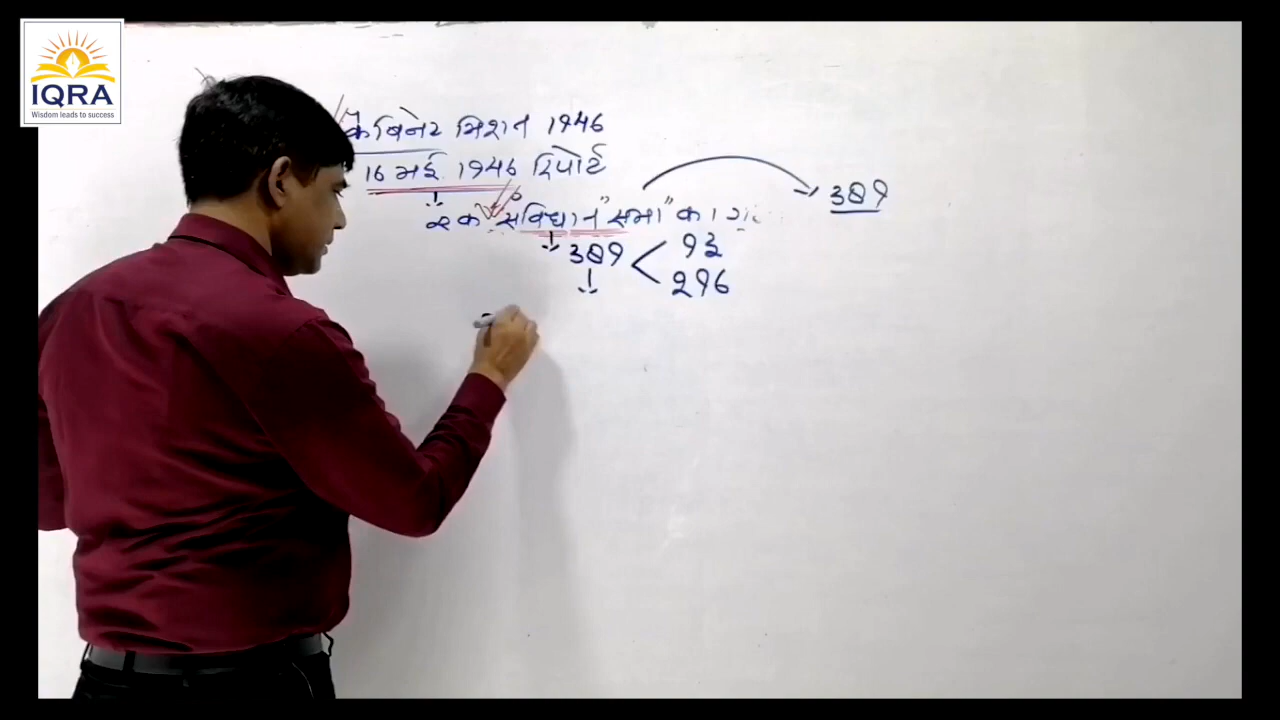 IQRA
Wisdom leads to success
कैबिनेट मिशन 1946
16 मई 1946 रिपोर्ट
एक संविधान "सभा" का
389
389 < 93
296